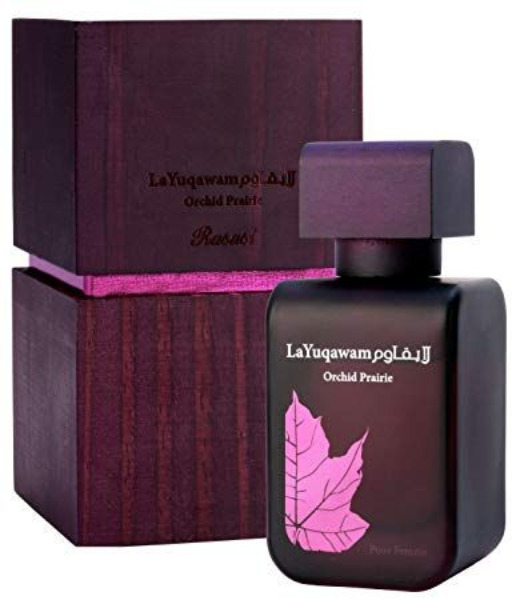 LaYuqawam لايقاوم
Orchid Prairie
Rasasi
LaYuqawam لايقاوم
Orchid Prairie
Pour Femme